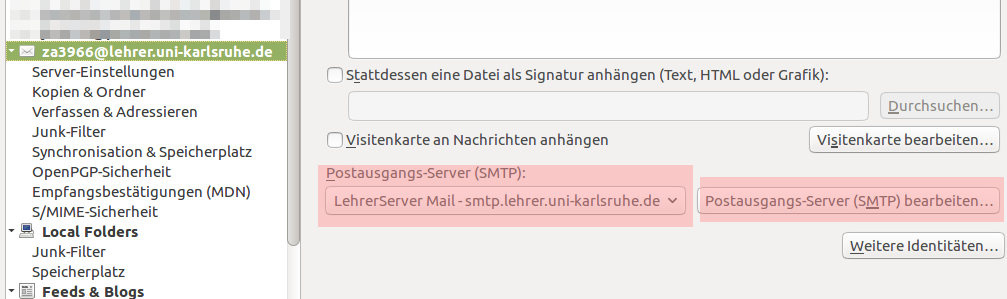 za3966@lehrer.uni-karlsruhe.de
Server-Einstellungen
Kopien & Ordner
Verfassen & Adressieren
Junk-Filter
Synchronisation & Speicherplatz
OpenPGP-Sicherheit
Empfangsbestätigungen (MDN)
S/MIME-Sicherheit
Local Folders
Junk-Filter
Speicherplatz
Feeds & Blogs
Stattdessen eine Datei als Signatur anhängen (Text, HTML oder Grafik):
Durchsuchen...
Visitenkarte an Nachrichten anhängen
Visitenkarte bearbeiten...
Postausgangs-Server (SMTP):
LehrerServer Mail - smtp.lehrer.uni-karlsruhe.de
Postausgangs-Server (SMTP) bearbeiten...
Weitere Identitäten...